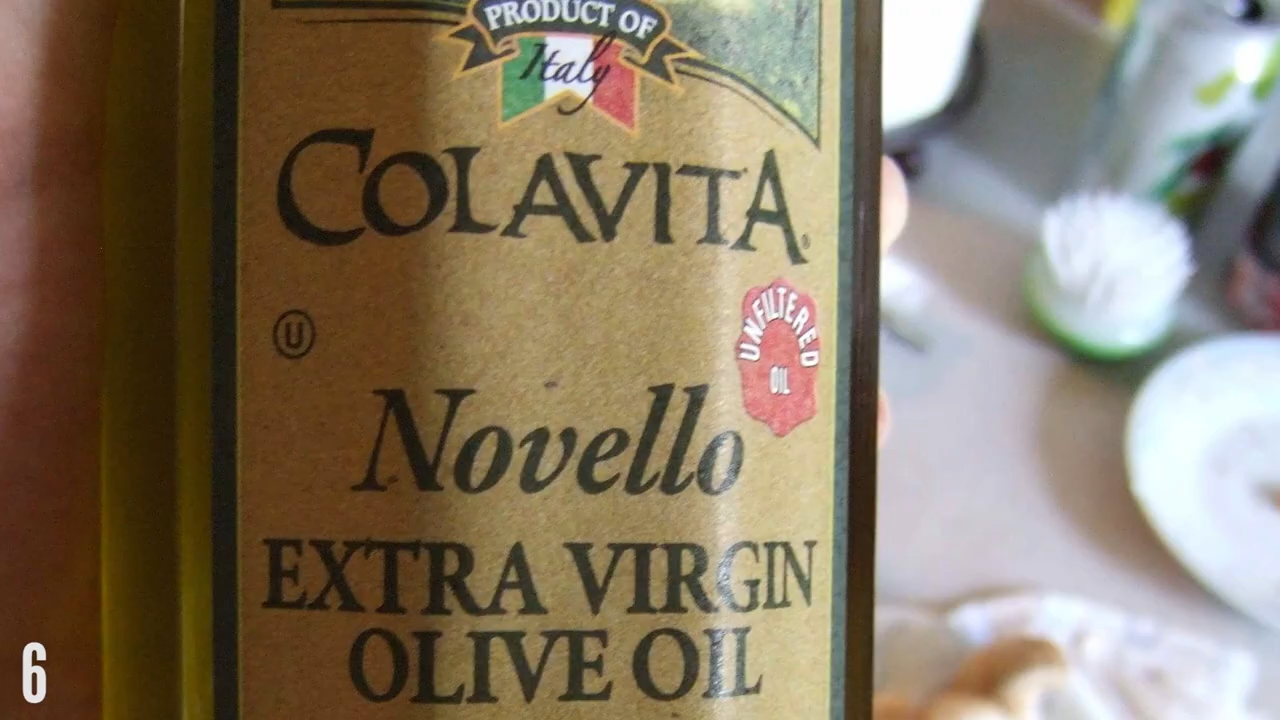 PRODUCT OF
Italy
COLAVITA®
U
UNFILTERED
OIL
Novello
EXTRA VIRGIN
OLIVE OIL
6